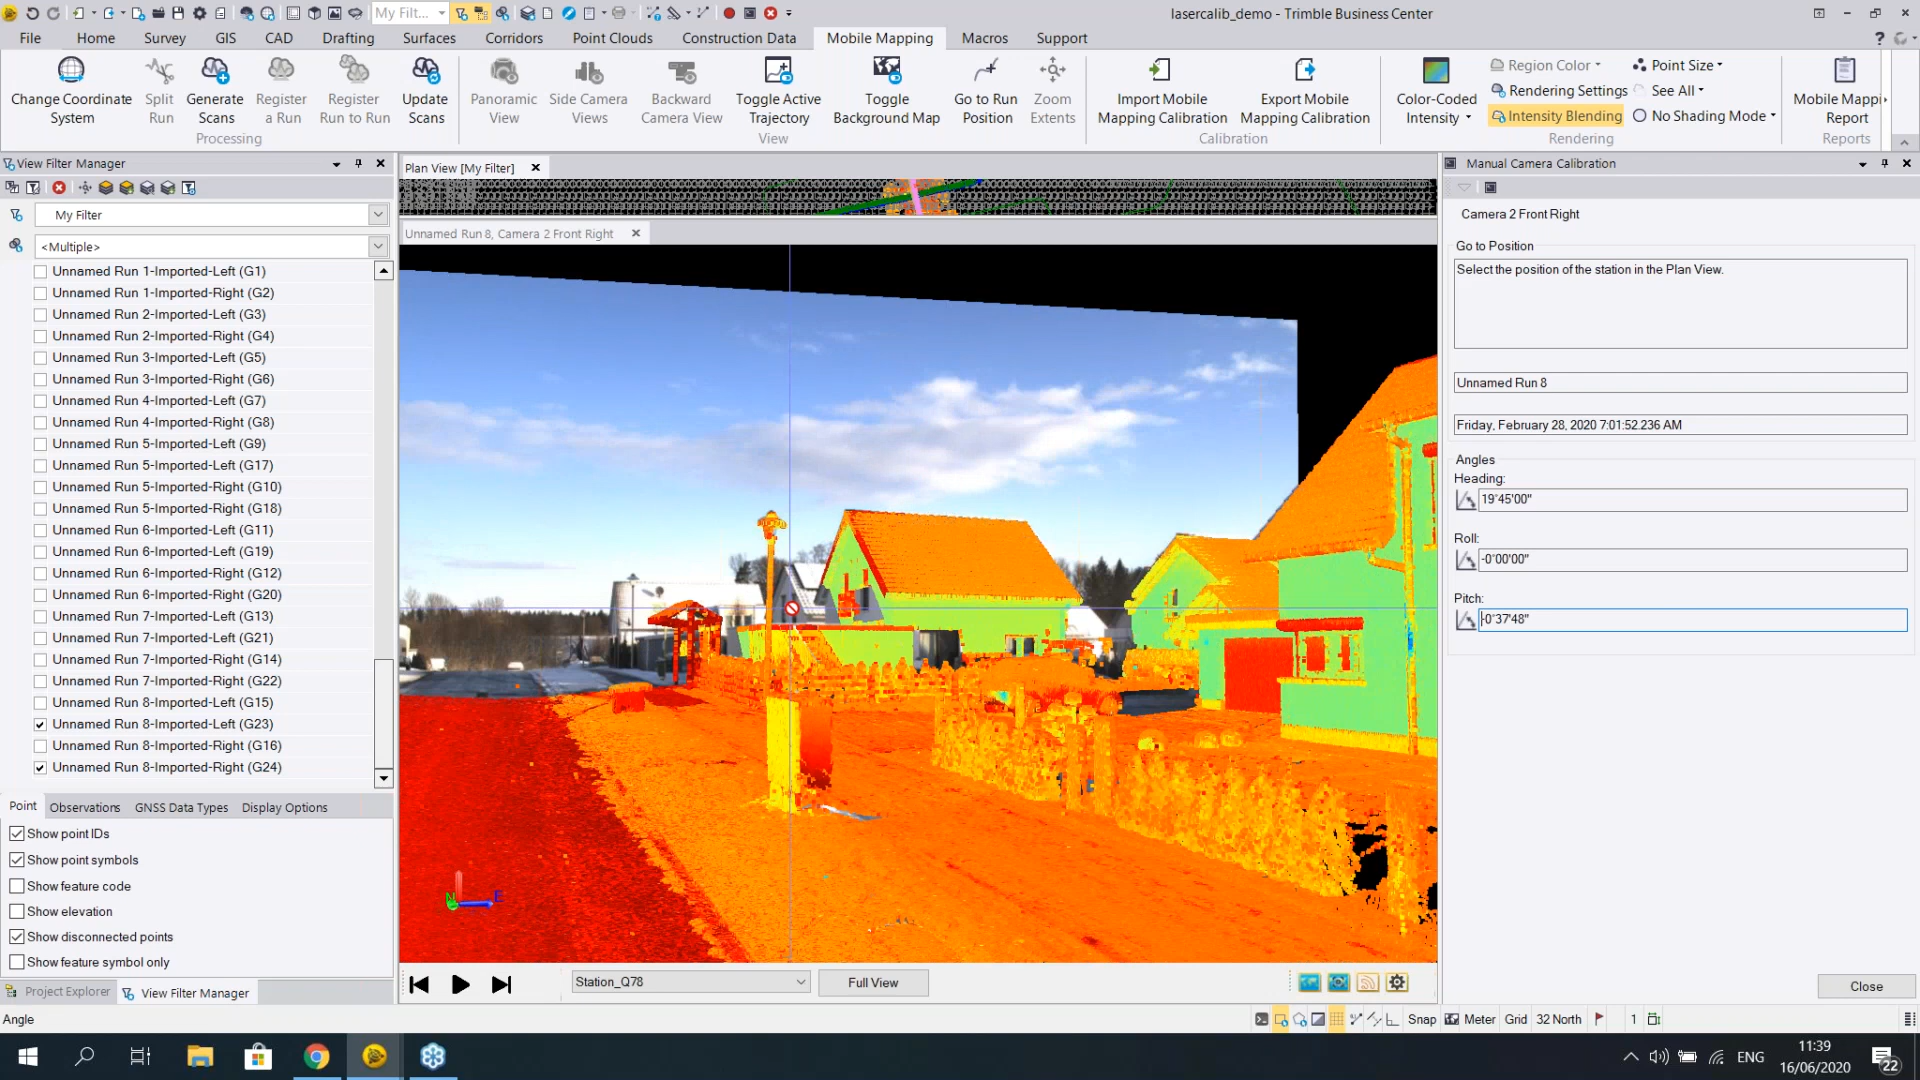 My Filt...
lasercalib_demo - Trimble Business Center
File Home Survey GIS CAD Drafting Surfaces Corridors Point Clouds Construction Data Mobile Mapping Macros Support
Change Coordinate System
Split Run
Generate Scans
Register a Run
Register Run to Run
Update Scans
Processing
Panoramic View
Side Camera Views
Backward Camera View
Toggle Active Trajectory
Toggle Background Map
Go to Run Position
Zoom Extents
View
Import Mobile Mapping Calibration
Export Mobile Mapping Calibration
Calibration
Color-Coded Intensity
Region Color
Rendering Settings
Intensity Blending
Point Size
See All
No Shading Mode
Rendering
Mobile Mappi
Report
Reports
View Filter Manager
My Filter
<Multiple>
Unnamed Run 1-Imported-Left (G1)
Unnamed Run 1-Imported-Right (G2)
Unnamed Run 2-Imported-Left (G3)
Unnamed Run 2-Imported-Right (G4)
Unnamed Run 3-Imported-Left (G5)
Unnamed Run 3-Imported-Right (G6)
Unnamed Run 4-Imported-Left (G7)
Unnamed Run 4-Imported-Right (G8)
Unnamed Run 5-Imported-Left (G9)
Unnamed Run 5-Imported-Left (G17)
Unnamed Run 5-Imported-Right (G10)
Unnamed Run 5-Imported-Right (G18)
Unnamed Run 6-Imported-Left (G11)
Unnamed Run 6-Imported-Left (G19)
Unnamed Run 6-Imported-Right (G12)
Unnamed Run 6-Imported-Right (G20)
Unnamed Run 7-Imported-Left (G13)
Unnamed Run 7-Imported-Left (G21)
Unnamed Run 7-Imported-Right (G14)
Unnamed Run 7-Imported-Right (G22)
Unnamed Run 8-Imported-Left (G15)
Unnamed Run 8-Imported-Left (G23)
Unnamed Run 8-Imported-Right (G16)
Unnamed Run 8-Imported-Right (G24)
Point Observations GNSS Data Types Display Options
Show point IDs
Show point symbols
Show feature code
Show elevation
Show disconnected points
Show feature symbol only
Project Explorer View Filter Manager
Angle
Plan View [My Filter]
Unnamed Run 8, Camera 2 Front Right
N E
Station_Q78
Full View
Manual Camera Calibration
Camera 2 Front Right
Go to Position
Select the position of the station in the Plan View.
Unnamed Run 8
Friday, February 28, 2020 7:01:52.236 AM
Angles
Heading:
19°45'00"
Roll:
-0°00'00"
Pitch:
-0°37'48"
Close
Snap Meter Grid 32 North 1
ENG
11:39
16/06/2020
22